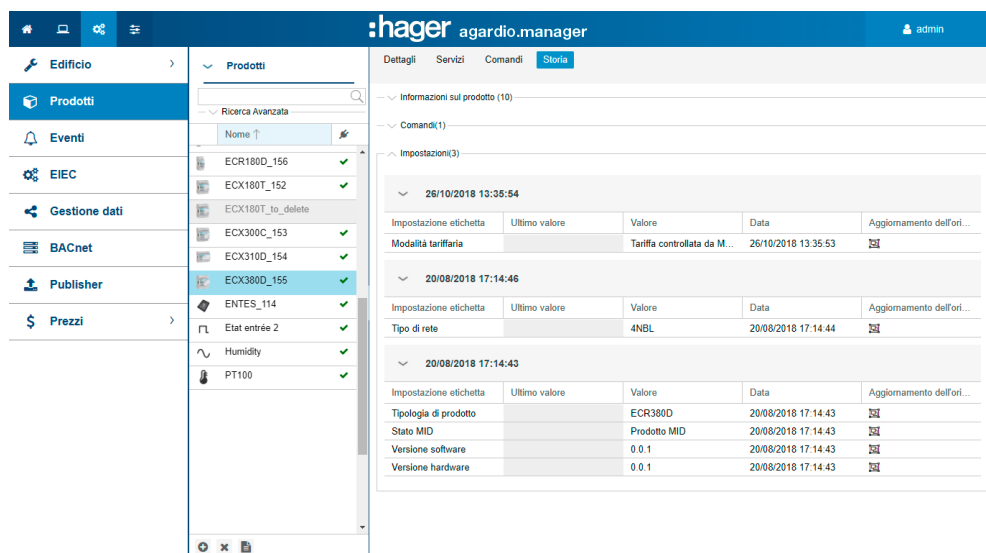 :hager agardio.manager
admin
Edificio
Prodotti
Eventi
EIEC
Gestione dati
BACnet
Publisher
Prezzi
Prodotti
Ricerca Avanzata
Nome
ECR180D_156
ECX180T_152
ECX180T_to_delete
ECX300C_153
ECX310D_154
ECX380D_155
ENTES_114
Etat entrée 2
Humidity
PT100
Dettagli Servizi Comandi Storia
Informazioni sul prodotto (10)
Comandi(1)
Impostazioni(3)
26/10/2018 13:35:54
Impostazione etichetta Ultimo valore Valore Data Aggiornamento dell'ori...
Modalità tariffaria Tariffa controllata da M... 26/10/2018 13:35:53
20/08/2018 17:14:46
Impostazione etichetta Ultimo valore Valore Data Aggiornamento dell'ori...
Tipo di rete 4NBL 20/08/2018 17:14:44
20/08/2018 17:14:43
Impostazione etichetta Ultimo valore Valore Data Aggiornamento dell'ori...
Tipologia di prodotto ECR380D 20/08/2018 17:14:43
Stato MID Prodotto MID 20/08/2018 17:14:43
Versione software 0.0.1 20/08/2018 17:14:43
Versione hardware 0.0.1 20/08/2018 17:14:43